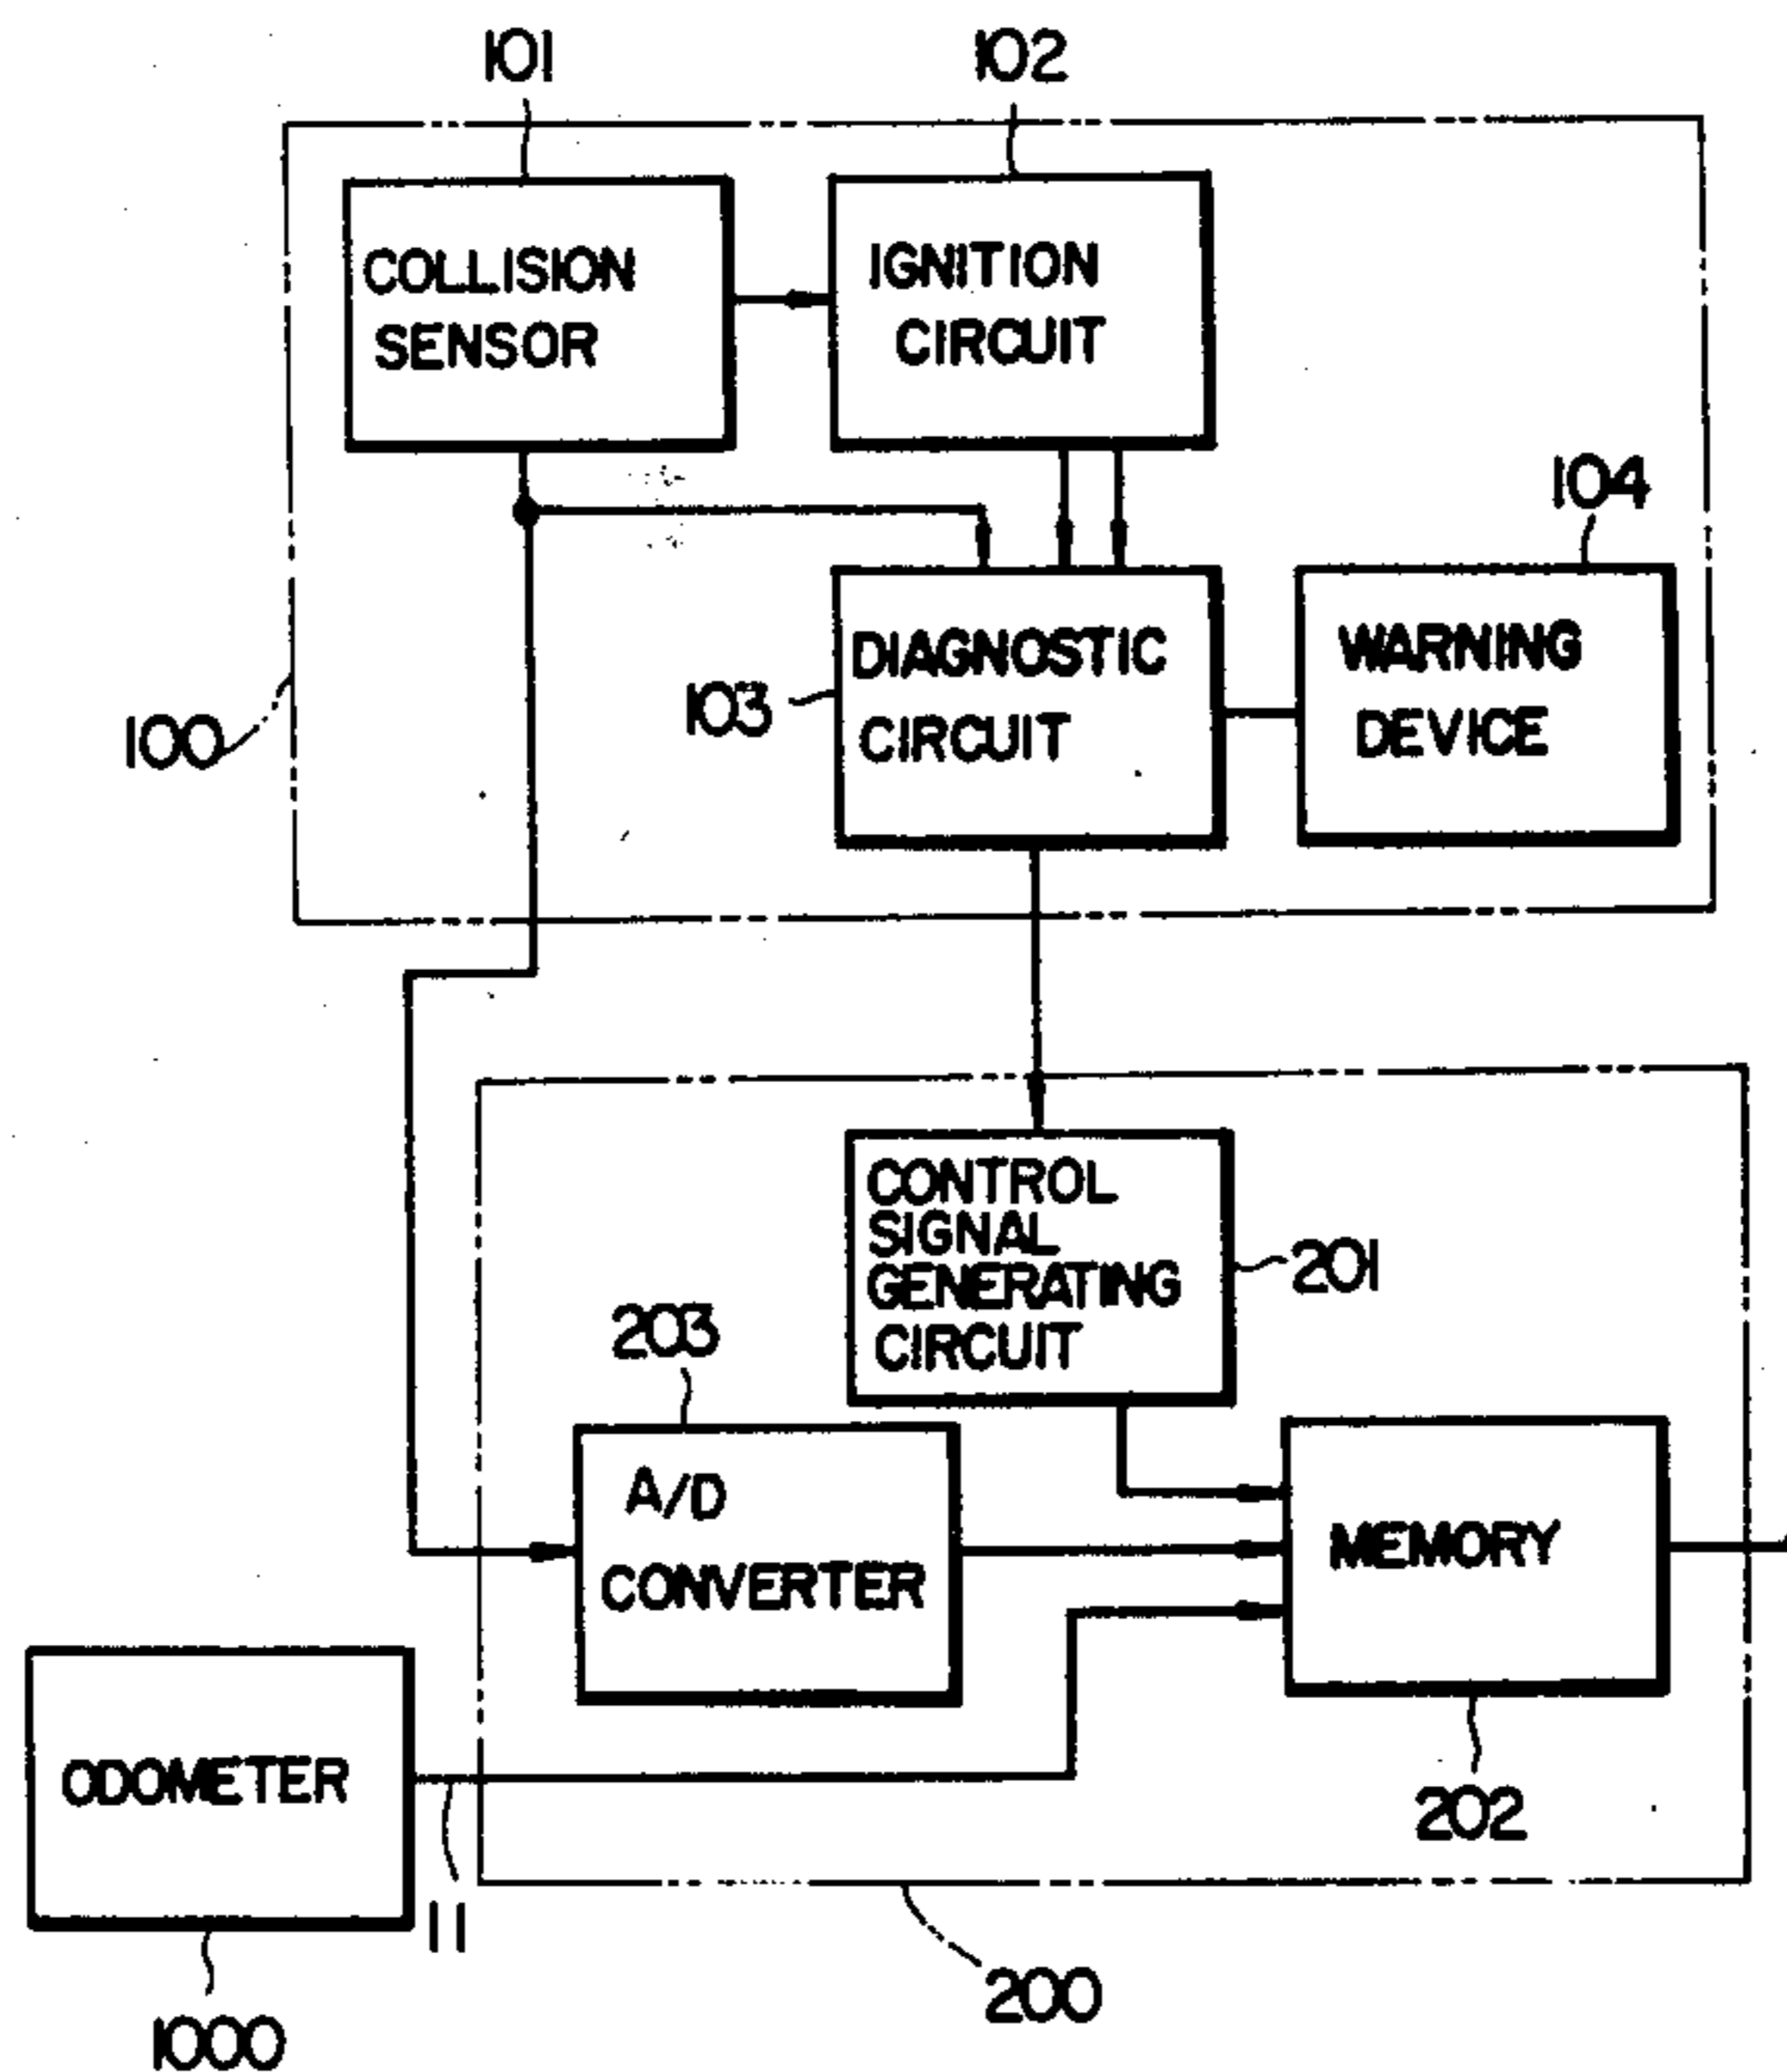 101
102
COLLISION
SENSOR
IGNITION
CIRCUIT
104
DIAGNOSTIC
CIRCUIT
103
WARNING
DEVICE
100
CONTROL
SIGNAL
GENERATING
CIRCUIT
201
203
A/D
CONVERTER
MEMORY
ODOMETER
202
11
200
1000